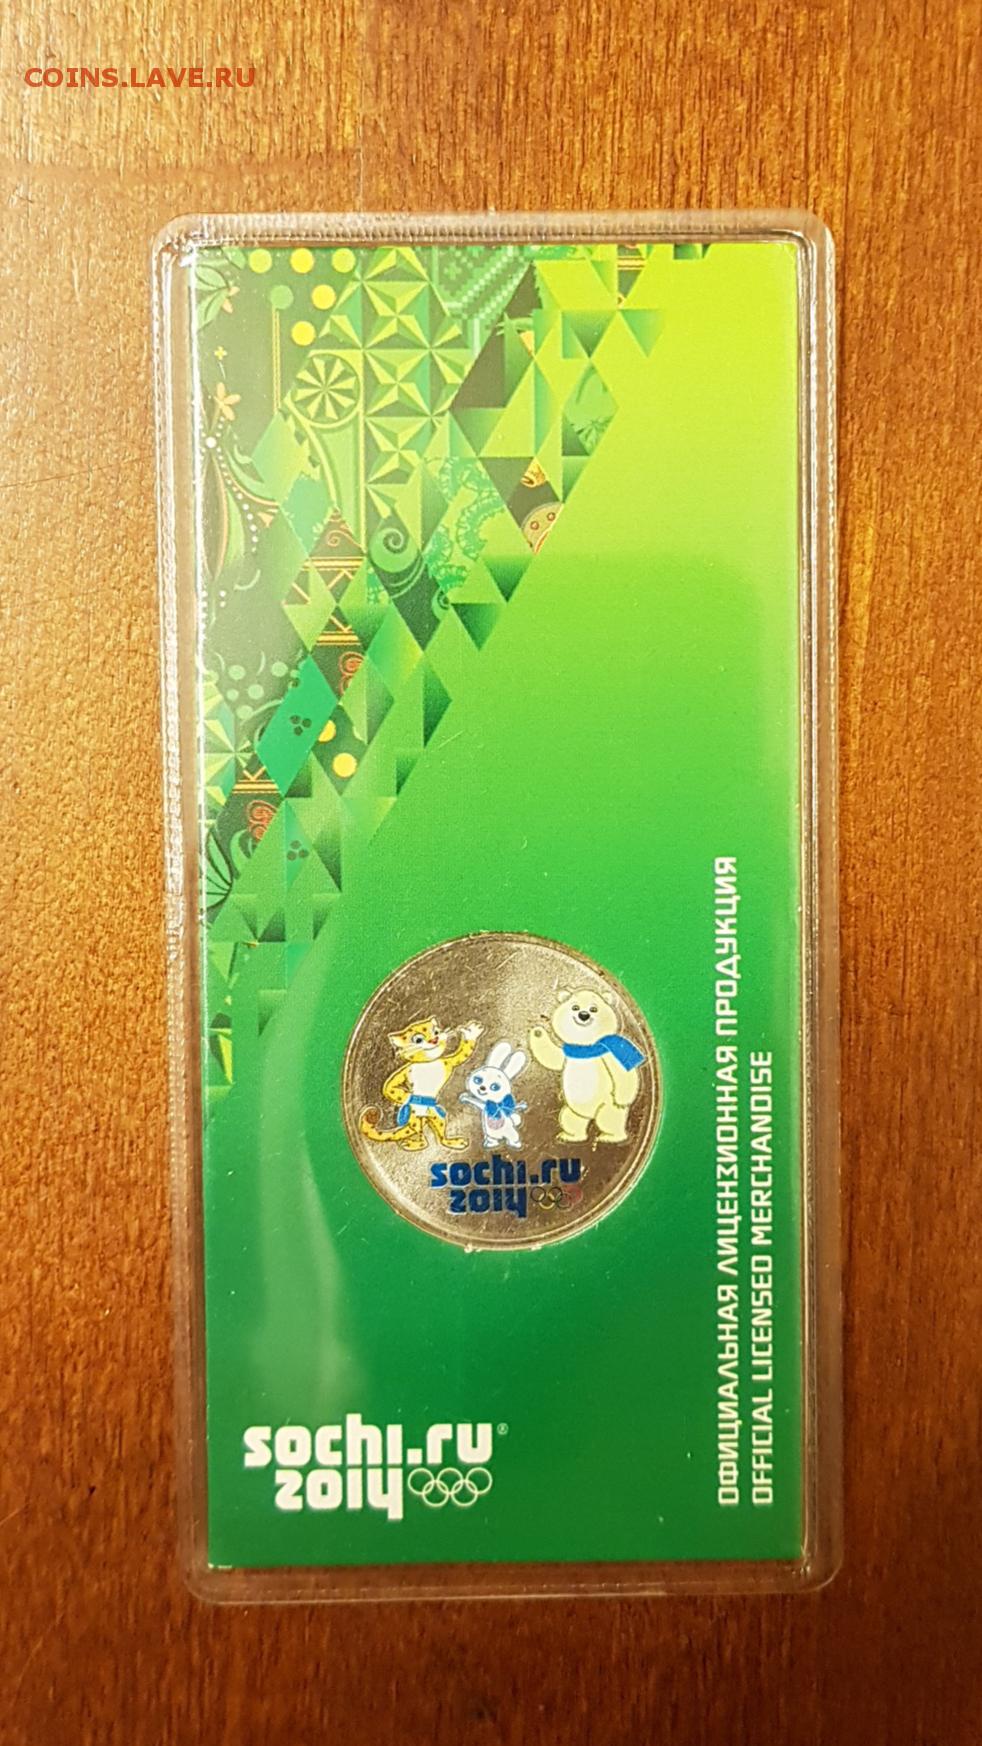 COINS.LAVE.RU
sochi.ru
2014
sochi.ru®
2014
ОФИЦИАЛЬНАЯ ЛИЦЕНЗИОННАЯ ПРОДУКЦИЯ
OFFICIAL LICENSED MERCHANDISE